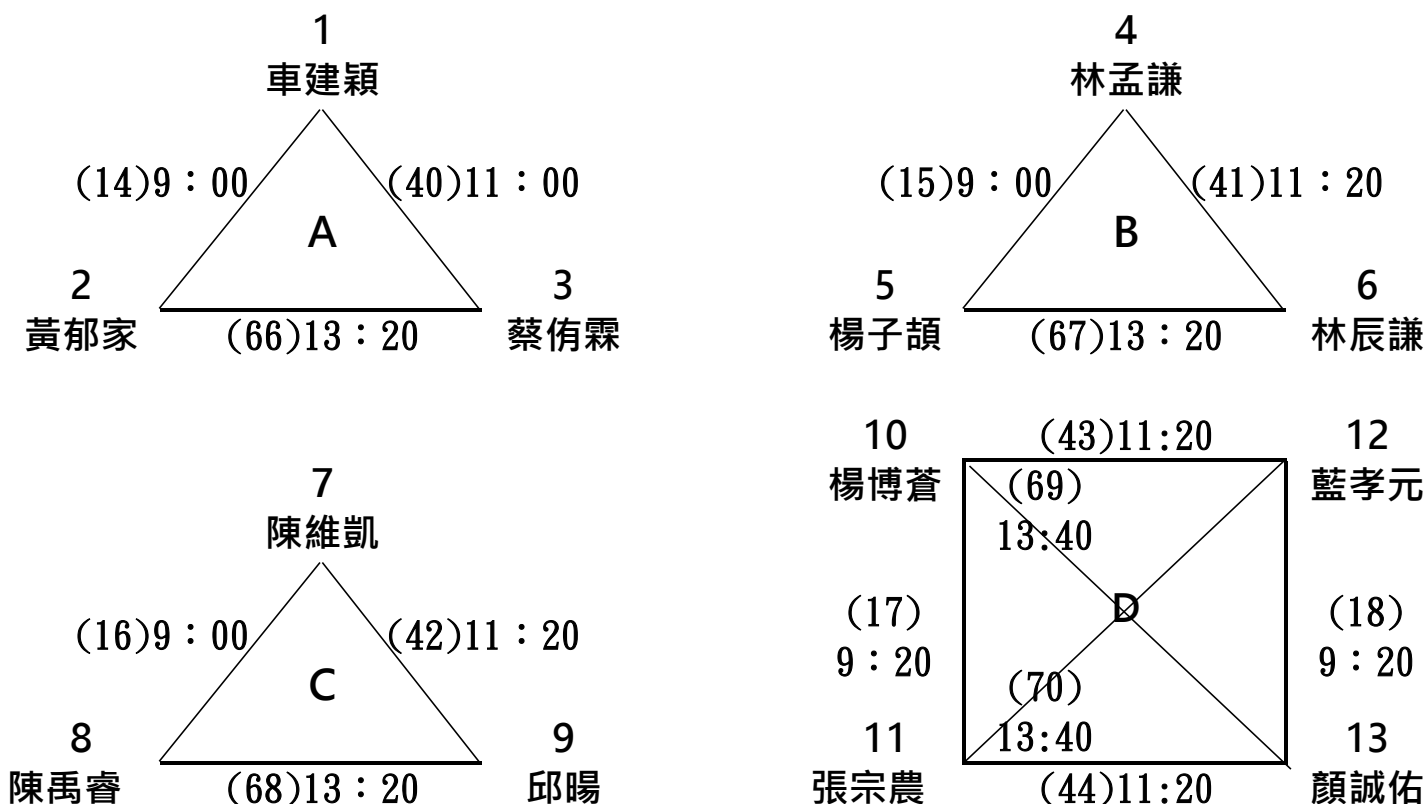 1
車建穎
(14)9：00
(40)11：00
A
2
黃郁家
3
蔡侑霖
(66)13：20
4
林孟謙
(15)9：00
(41)11：20
B
5
楊子頡
6
林辰謙
(67)13：20
7
陳維凱
(16)9：00
(42)11：20
C
8
陳禹睿
9
邱暘
(68)13：20
10
楊博蒼
(43)11:20
12
藍孝元
(69)
13:40
(17)
9：20
D
(18)
9：20
(70)
13:40
11
張宗農
13
顏誠佑
(44)11:20